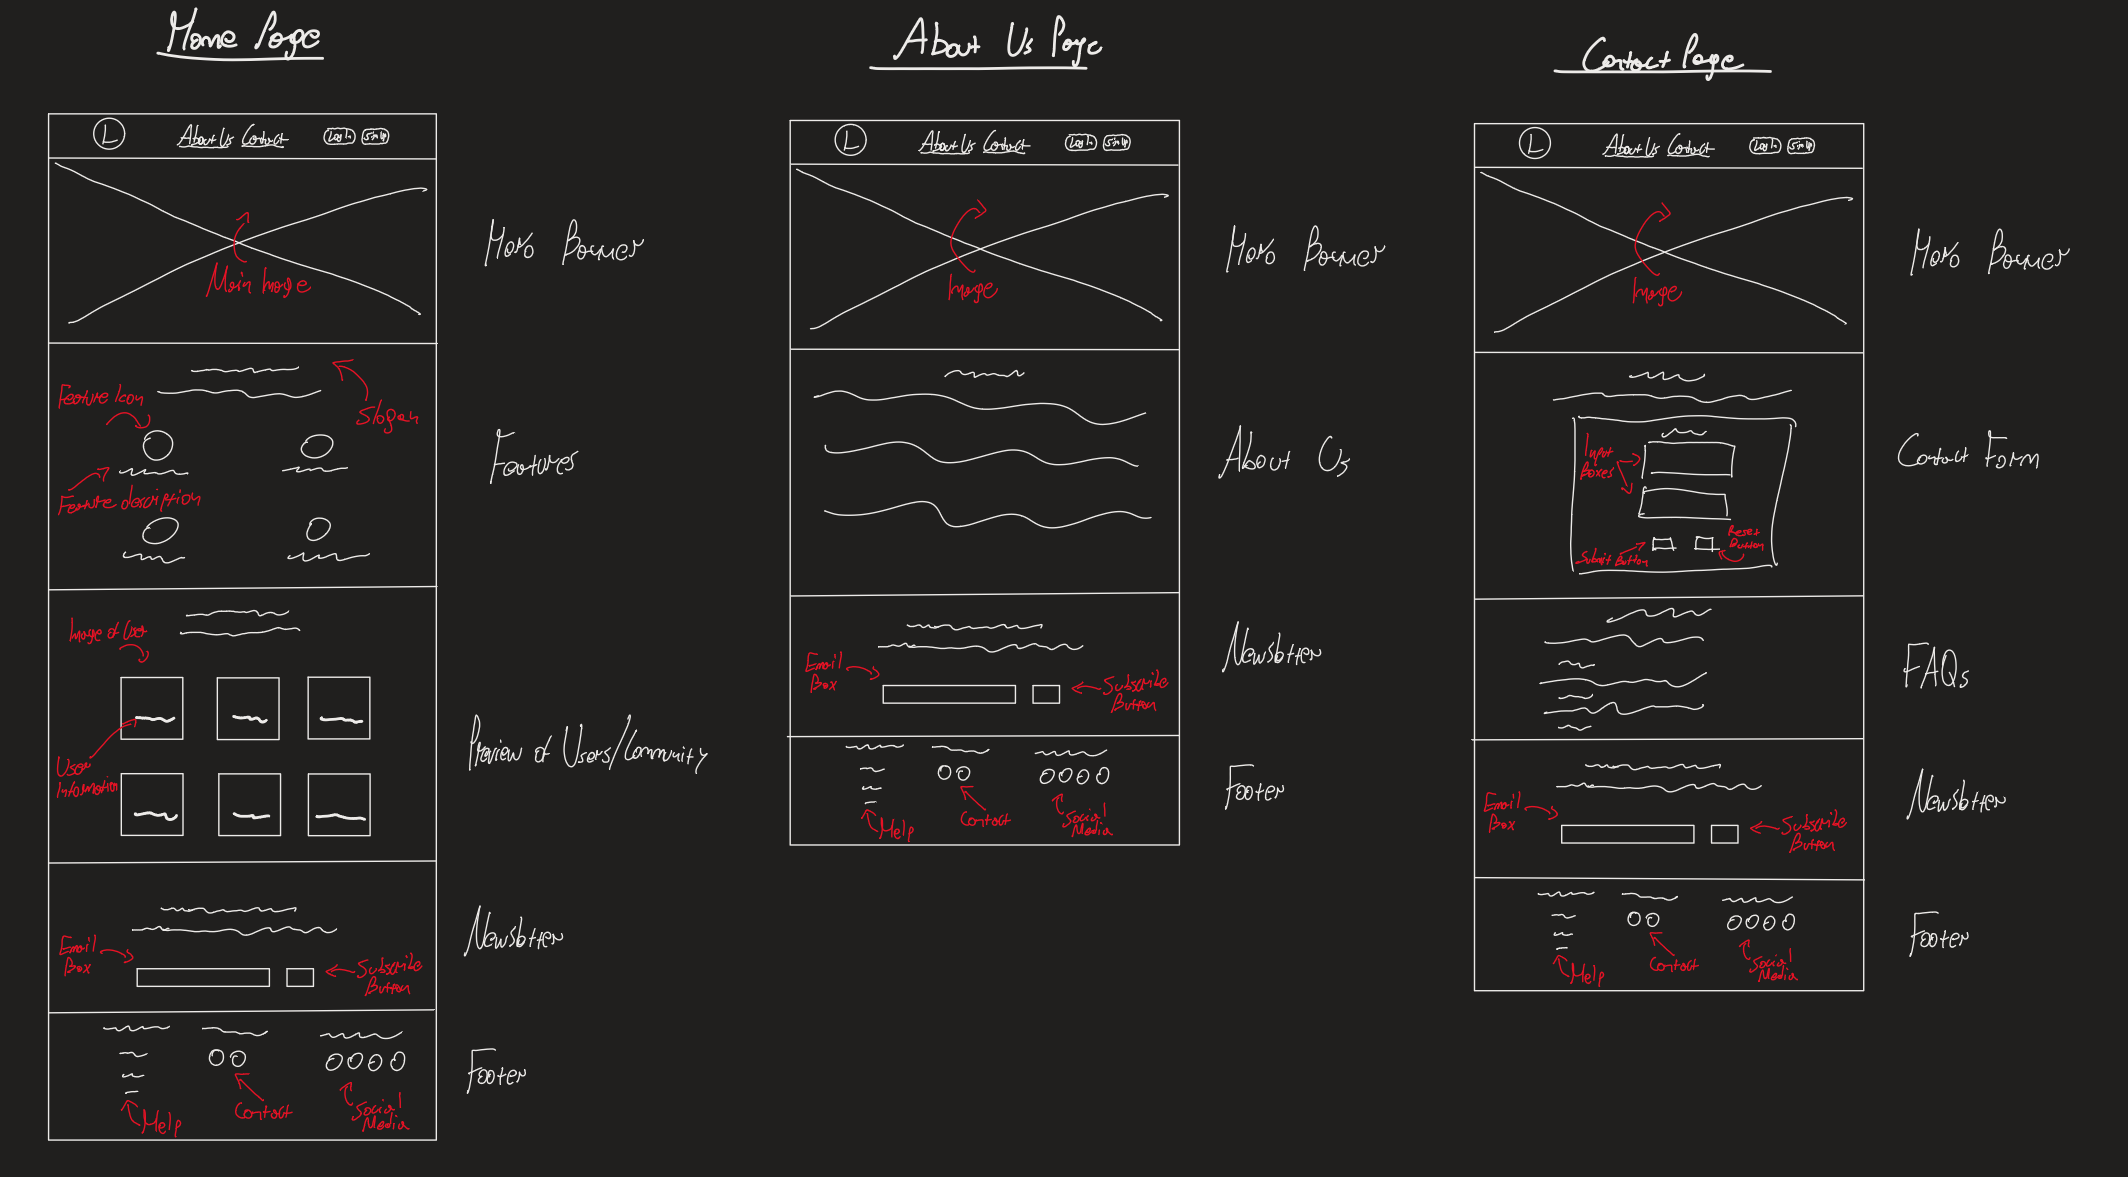 Home Page
L About Us Contact Log In Sign Up
Main Image
Hero Banner
Slogan
Feature Icon
Feature description
Features
Image of User
User
Information
Preview of Users/Community
Email
Box
Subscribe
Button
Newsletter
Help
Contact
Social
Media
Footer
About Us Page
L About Us Contact Log In Sign Up
Image
Hero Banner
About Us
Email
Box
Subscribe
Button
Newsletter
Help
Contact
Social
Media
Footer
Contact Page
L About Us Contact Log In Sign Up
Image
Hero Banner
Input
Boxes
Submit Button
Reset
Button
Contact Form
FAQs
Email
Box
Subscribe
Button
Newsletter
Help
Contact
Social
Media
Footer